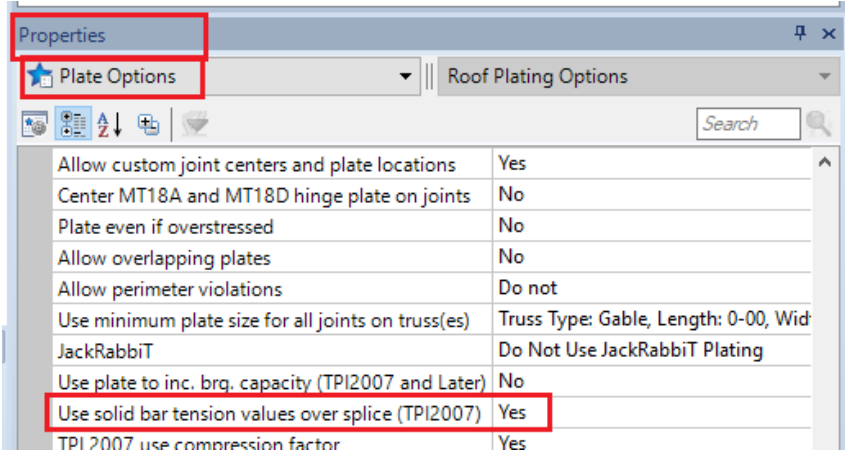 Properties
Plate Options Roof Plating Options
Search
Allow custom joint centers and plate locations Yes
Center MT18A and MT18D hinge plate on joints No
Plate even if overstressed No
Allow overlapping plates No
Allow perimeter violations Do not
Use minimum plate size for all joints on truss(es) Truss Type: Gable, Length: 0-00, Wid
JackRabbiT Do Not Use JackRabbiT Plating
Use plate to inc. brg. capacity (TPI2007 and Later) No
Use solid bar tension values over splice (TPI2007) Yes
TPI 2007 use compression factor Yes